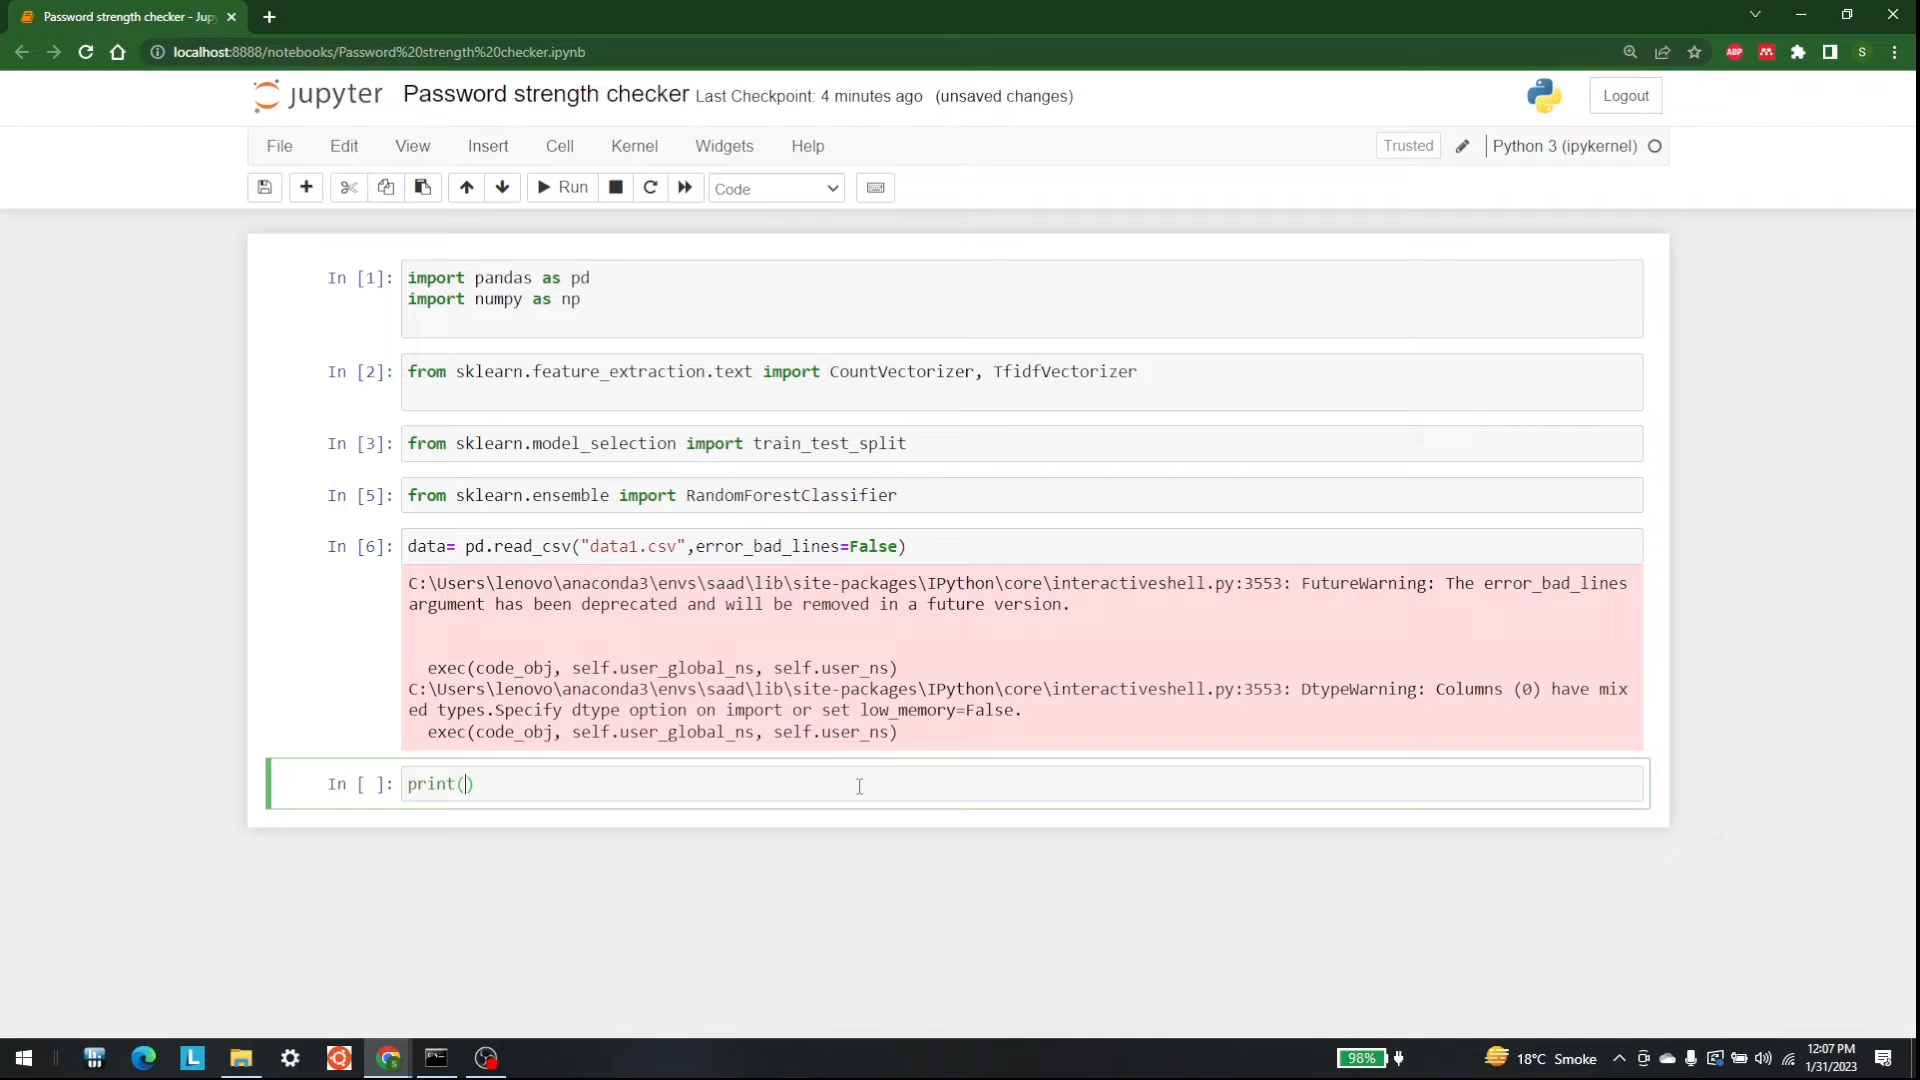 Password strength checker - Jup
localhost:8888/notebooks/Password%20strength%20checker.ipynb
ABP
S
jupyter Password strength checker Last Checkpoint: 4 minutes ago (unsaved changes)
Logout
File Edit View Insert Cell Kernel Widgets Help
Trusted Python 3 (ipykernel)
Run Code
In [1]: import pandas as pd
import numpy as np
In [2]: from sklearn.feature_extraction.text import CountVectorizer, TfidfVectorizer
In [3]: from sklearn.model_selection import train_test_split
In [5]: from sklearn.ensemble import RandomForestClassifier
In [6]: data= pd.read_csv("data1.csv",error_bad_lines=False)
C:\Users\lenovo\anaconda3\envs\saad\lib\site-packages\IPython\core\interactiveshell.py:3553: FutureWarning: The error_bad_lines
argument has been deprecated and will be removed in a future version.
exec(code_obj, self.user_global_ns, self.user_ns)
C:\Users\lenovo\anaconda3\envs\saad\lib\site-packages\IPython\core\interactiveshell.py:3553: DtypeWarning: Columns (0) have mix
ed types.Specify dtype option on import or set low_memory=False.
exec(code_obj, self.user_global_ns, self.user_ns)
In [ ]: print()
L
98%
18°C Smoke
12:07 PM
1/31/2023